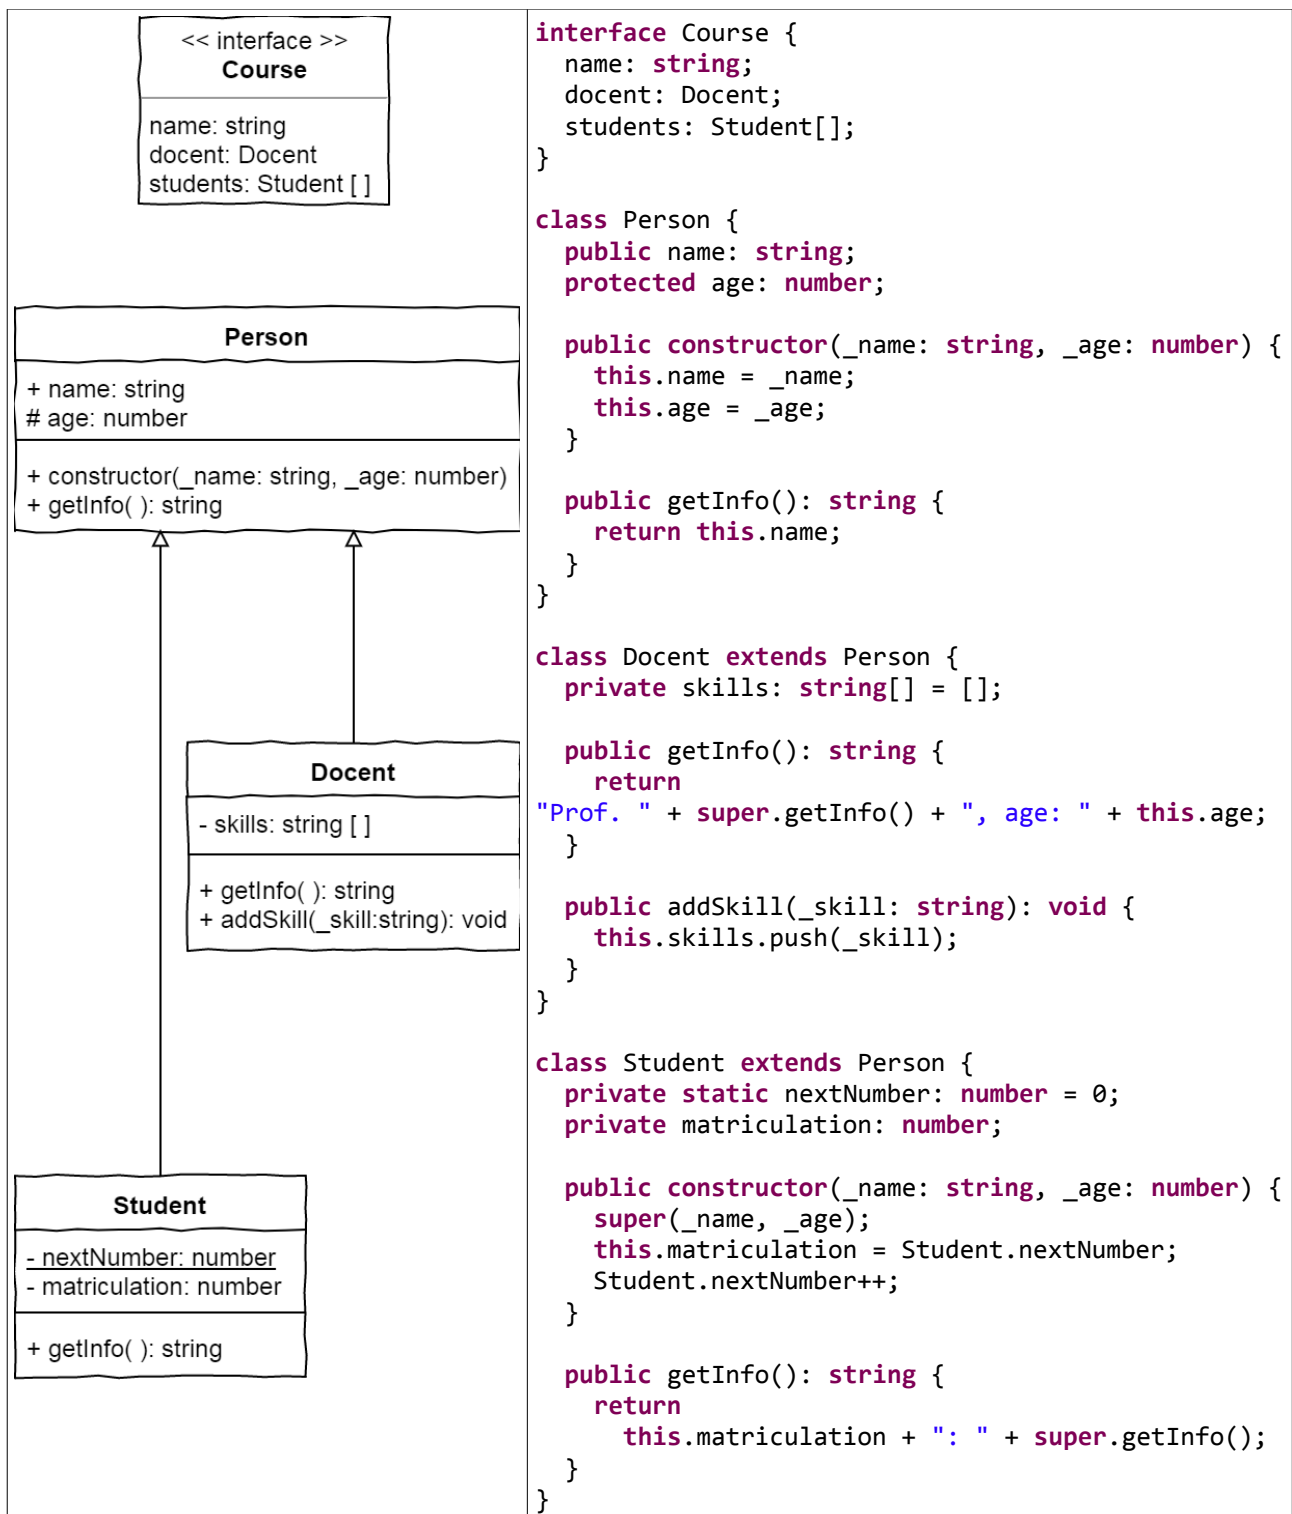 << interface >>
Course
name: string
docent: Docent
students: Student [ ]
Person
+ name: string
# age: number
+ constructor(_name: string, _age: number)
+ getInfo( ): string
Docent
- skills: string [ ]
+ getInfo( ): string
+ addSkill(_skill:string): void
Student
- nextNumber: number
- matriculation: number
+ getInfo( ): string
interface Course {
  name: string;
  docent: Docent;
  students: Student[];
}
class Person {
  public name: string;
  protected age: number;
  public constructor(_name: string, _age: number) {
    this.name = _name;
    this.age = _age;
  }
  public getInfo(): string {
    return this.name;
  }
}
class Docent extends Person {
  private skills: string[] = [];
  public getInfo(): string {
    return
"Prof. " + super.getInfo() + ", age: " + this.age;
  }
  public addSkill(_skill: string): void {
    this.skills.push(_skill);
  }
}
class Student extends Person {
  private static nextNumber: number = 0;
  private matriculation: number;
  public constructor(_name: string, _age: number) {
    super(_name, _age);
    this.matriculation = Student.nextNumber;
    Student.nextNumber++;
  }
  public getInfo(): string {
    return
      this.matriculation + ": " + super.getInfo();
  }
}